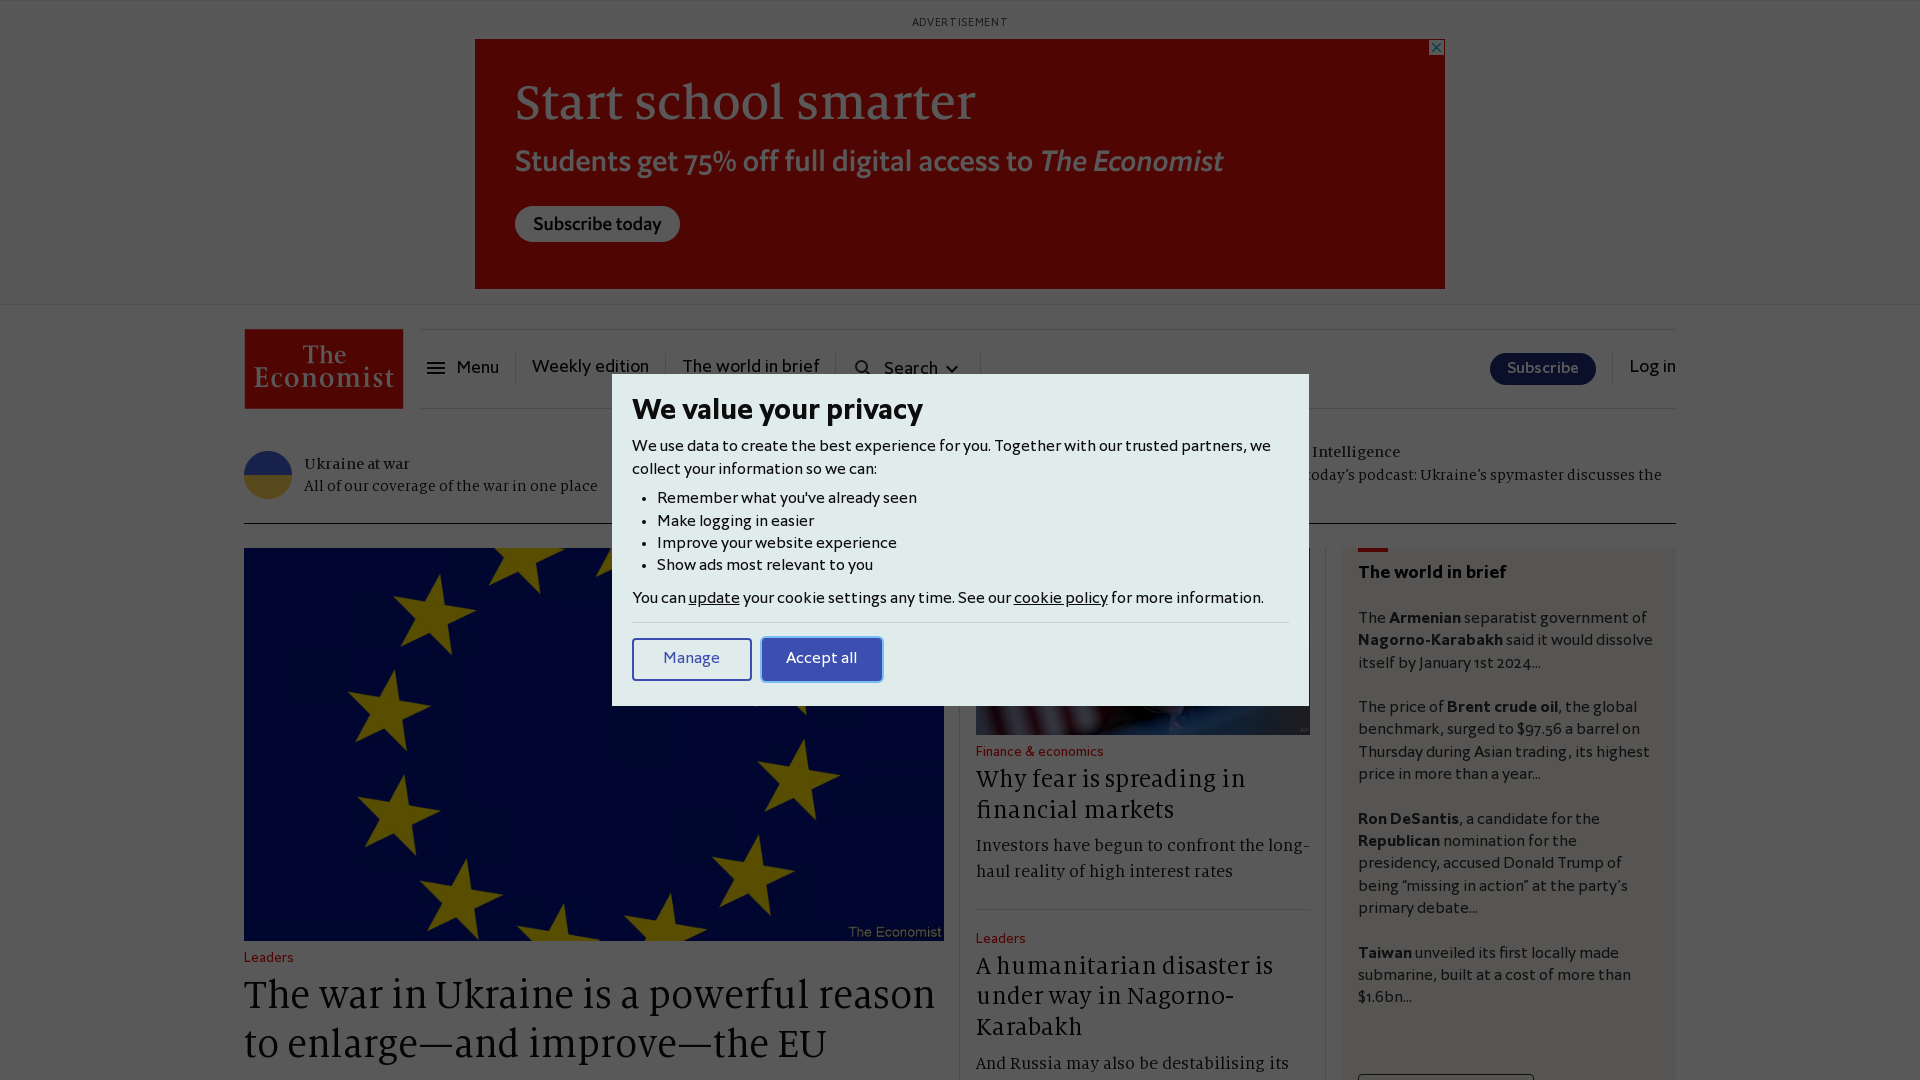 ADVERTISEMENT
Start school smarter
Students get 75% off full digital access to The Economist
Subscribe today
The
Economist
Menu
Weekly edition
The world in brief
Search
Subscribe
Log in
Ukraine at war
All of our coverage of the war in one place
Intelligence
today's podcast: Ukraine's spymaster discusses the
We value your privacy
We use data to create the best experience for you. Together with our trusted partners, we
collect your information so we can:
• Remember what you've already seen
• Make logging in easier
• Improve your website experience
• Show ads most relevant to you
You can update your cookie settings any time. See our cookie policy for more information.
Manage
Accept all
The Economist
Leaders
The war in Ukraine is a powerful reason
to enlarge—and improve—the EU
Finance & economics
Why fear is spreading in
financial markets
Investors have begun to confront the long-
haul reality of high interest rates
Leaders
A humanitarian disaster is
under way in Nagorno-
Karabakh
And Russia may also be destabilising its
The world in brief
The Armenian separatist government of
Nagorno-Karabakh said it would dissolve
itself by January 1st 2024...
The price of Brent crude oil, the global
benchmark, surged to $97.56 a barrel on
Thursday during Asian trading, its highest
price in more than a year...
Ron DeSantis, a candidate for the
Republican nomination for the
presidency, accused Donald Trump of
being “missing in action” at the party’s
primary debate...
Taiwan unveiled its first locally made
submarine, built at a cost of more than
$1.6bn...